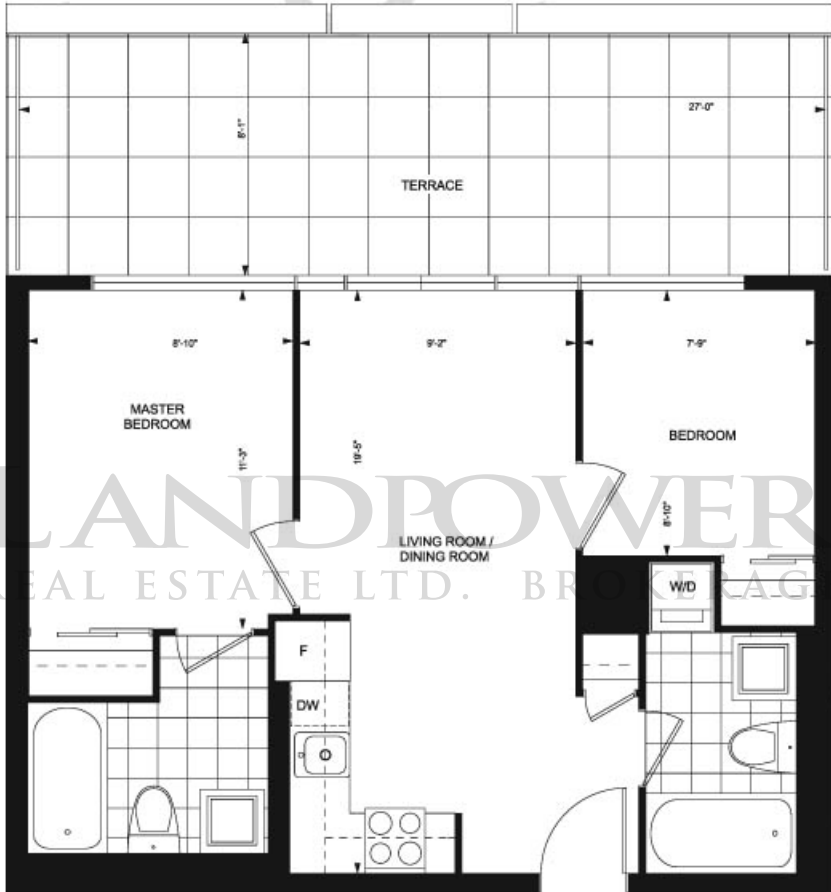 27'-0"
8'-1"
TERRACE
8'-10"
9'-2"
7'-9"
MASTER
BEDROOM
BEDROOM
11'-3"
19'-5"
8'-10"
LANDPOWER
LIVING ROOM /
DINING ROOM
REAL ESTATE LTD. BROKERAG
W/D
F
DW